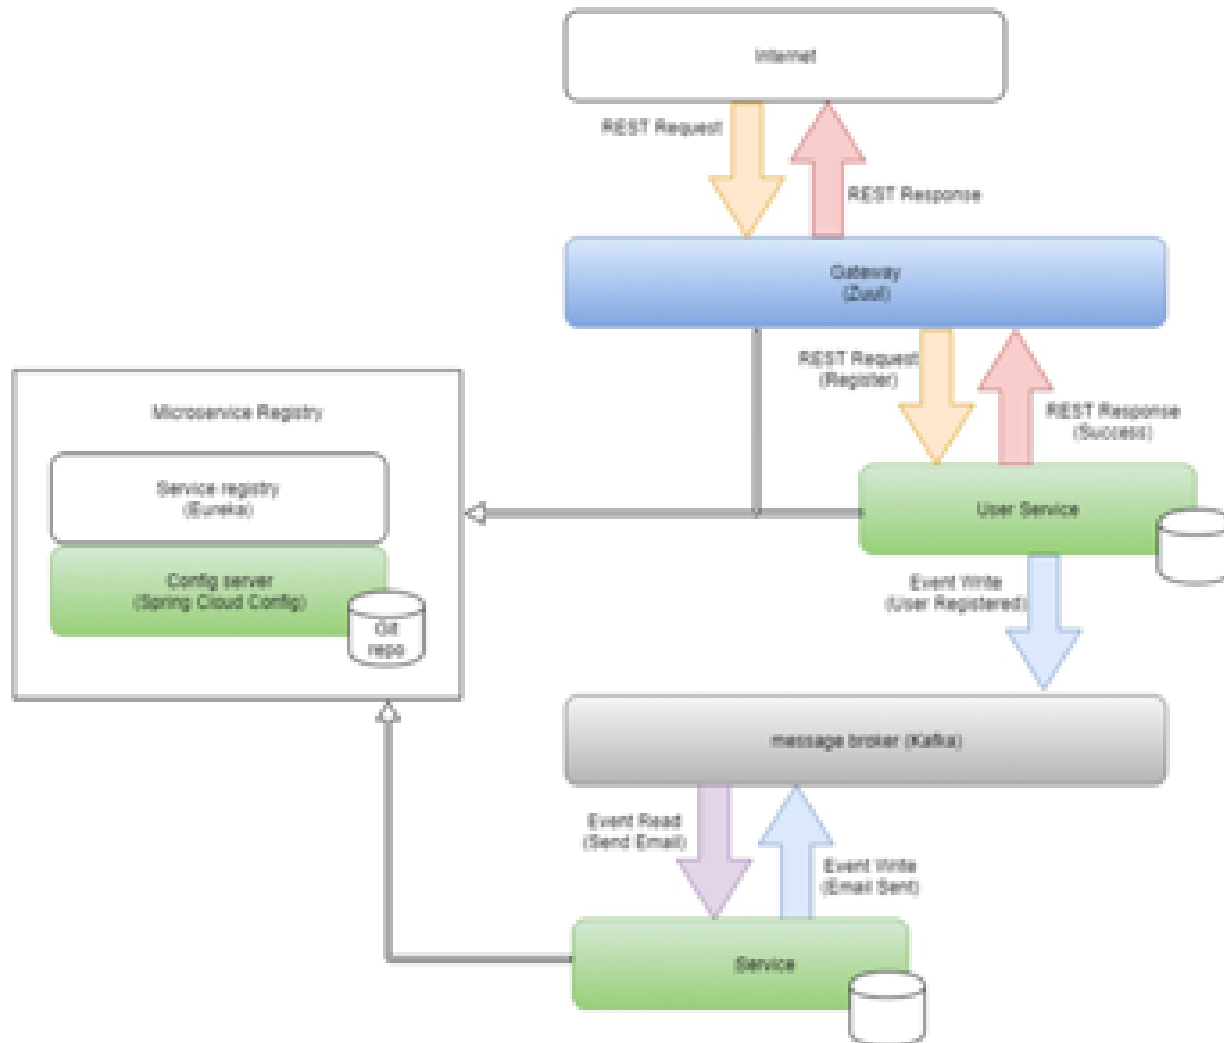 Internet
REST Request
REST Response
Gateway
(Zuul)
REST Request
(Register)
REST Response
(Success)
Microservice Registry
Service registry
(Eureka)
User Service
Config server
(Spring Cloud Config)
Git
repo
Event Write
(User Registered)
message broker (Kafka)
Event Read
(Send Email)
Event Write
(Email Sent)
Service